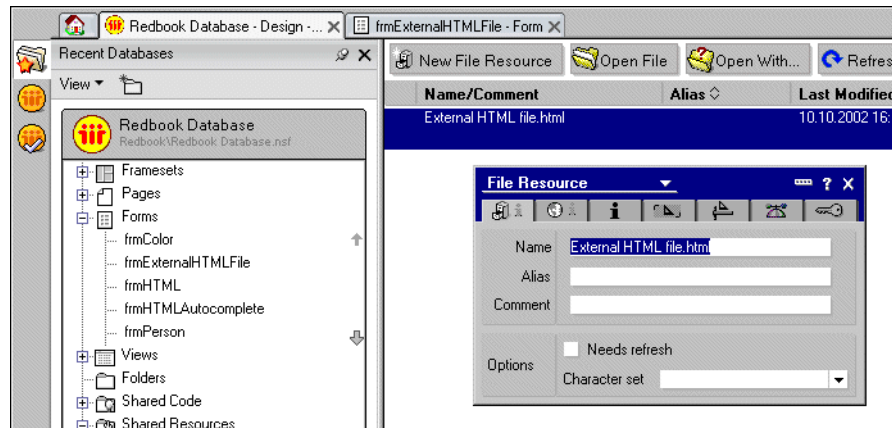 Redbook Database - Design -...
frmExternalHTMLFile - Form
Recent Databases
View
Redbook Database
Redbook\Redbook Database.nsf
Framesets
Pages
Forms
frmColor
frmExternalHTMLFile
frmHTML
frmHTMLAutocomplete
frmPerson
Views
Folders
Shared Code
Shared Resources
New File Resource
Open File
Open With...
Refres
Name/Comment
Alias
Last Modified
External HTML file.html
10.10.2002 16:
File Resource
?
Name
External HTML file.html
Alias
Comment
Options
Needs refresh
Character set